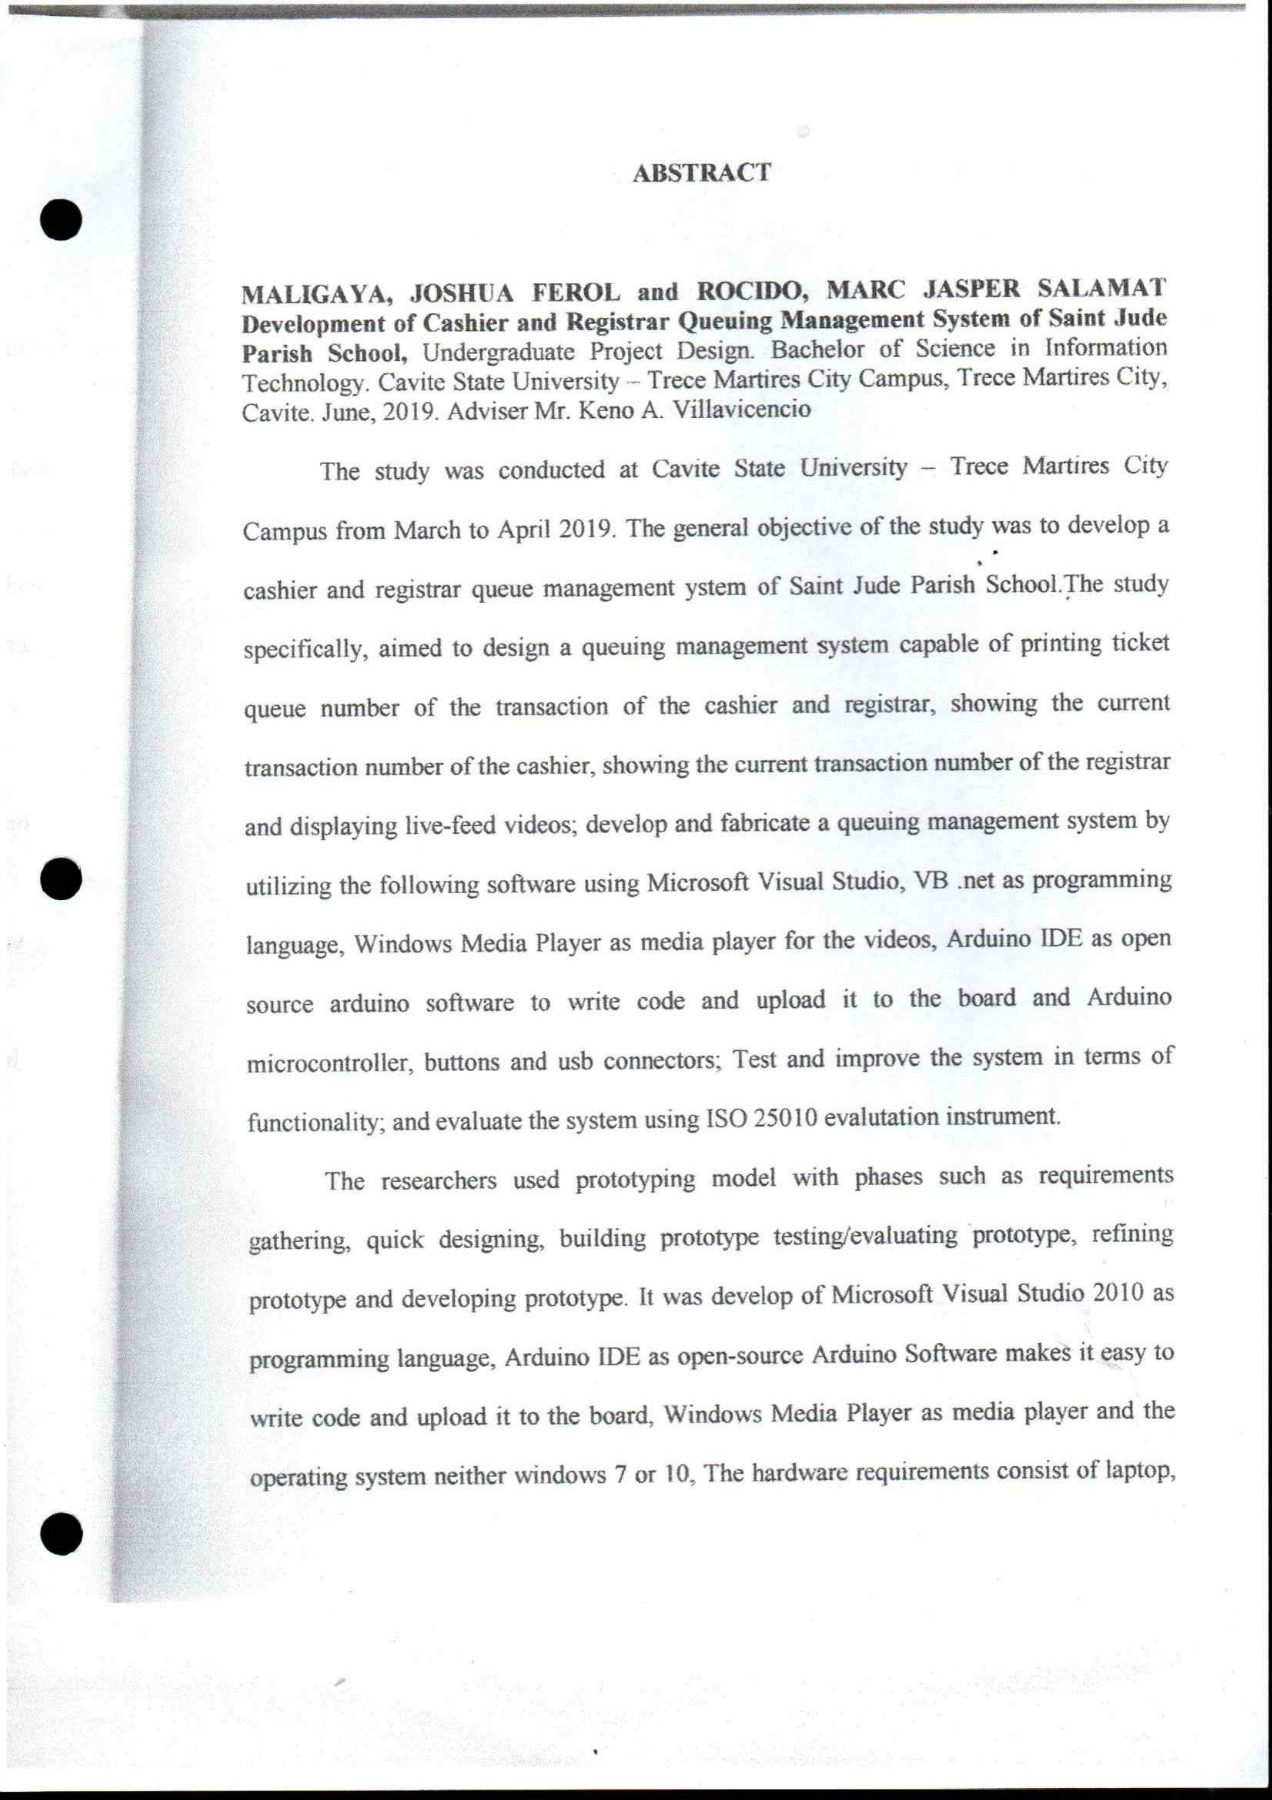 ABSTRACT
MALIGAYA, JOSHUA FEROL and ROCIDO, MARC JASPER SALAMAT
Development of Cashier and Registrar Queuing Management System of Saint Jude
Parish School, Undergraduate Project Design. Bachelor of Science in Information
Technology. Cavite State University – Trece Martires City Campus, Trece Martires City,
Cavite. June, 2019. Adviser Mr. Keno A. Villavicencio
The study was conducted at Cavite State University – Trece Martires City
Campus from March to April 2019. The general objective of the study was to develop a
cashier and registrar queue management ystem of Saint Jude Parish School.The study
specifically, aimed to design a queuing management system capable of printing ticket
queue number of the transaction of the cashier and registrar, showing the current
transaction number of the cashier, showing the current transaction number of the registrar
and displaying live-feed videos; develop and fabricate a queuing management system by
utilizing the following software using Microsoft Visual Studio, VB .net as programming
language, Windows Media Player as media player for the videos, Arduino IDE as open
source arduino software to write code and upload it to the board and Arduino
microcontroller, buttons and usb connectors; Test and improve the system in terms of
functionality; and evaluate the system using ISO 25010 evalutation instrument.
The researchers used prototyping model with phases such as requirements
gathering, quick designing, building prototype testing/evaluating prototype, refining
prototype and developing prototype. It was develop of Microsoft Visual Studio 2010 as
programming language, Arduino IDE as open-source Arduino Software makes it easy to
write code and upload it to the board, Windows Media Player as media player and the
operating system neither windows 7 or 10, The hardware requirements consist of laptop,